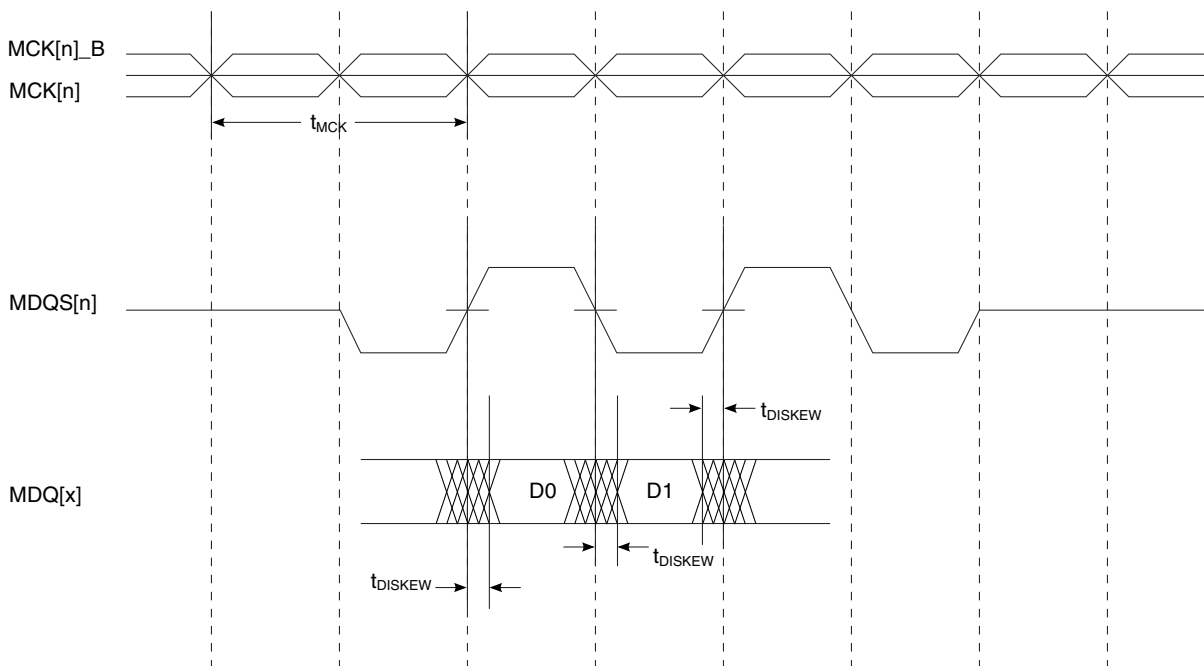 MCK[n]_B
MCK[n]
tMCK
MDQS[n]
tDISKEW
MDQ[x]
D0
D1
tDISKEW
tDISKEW